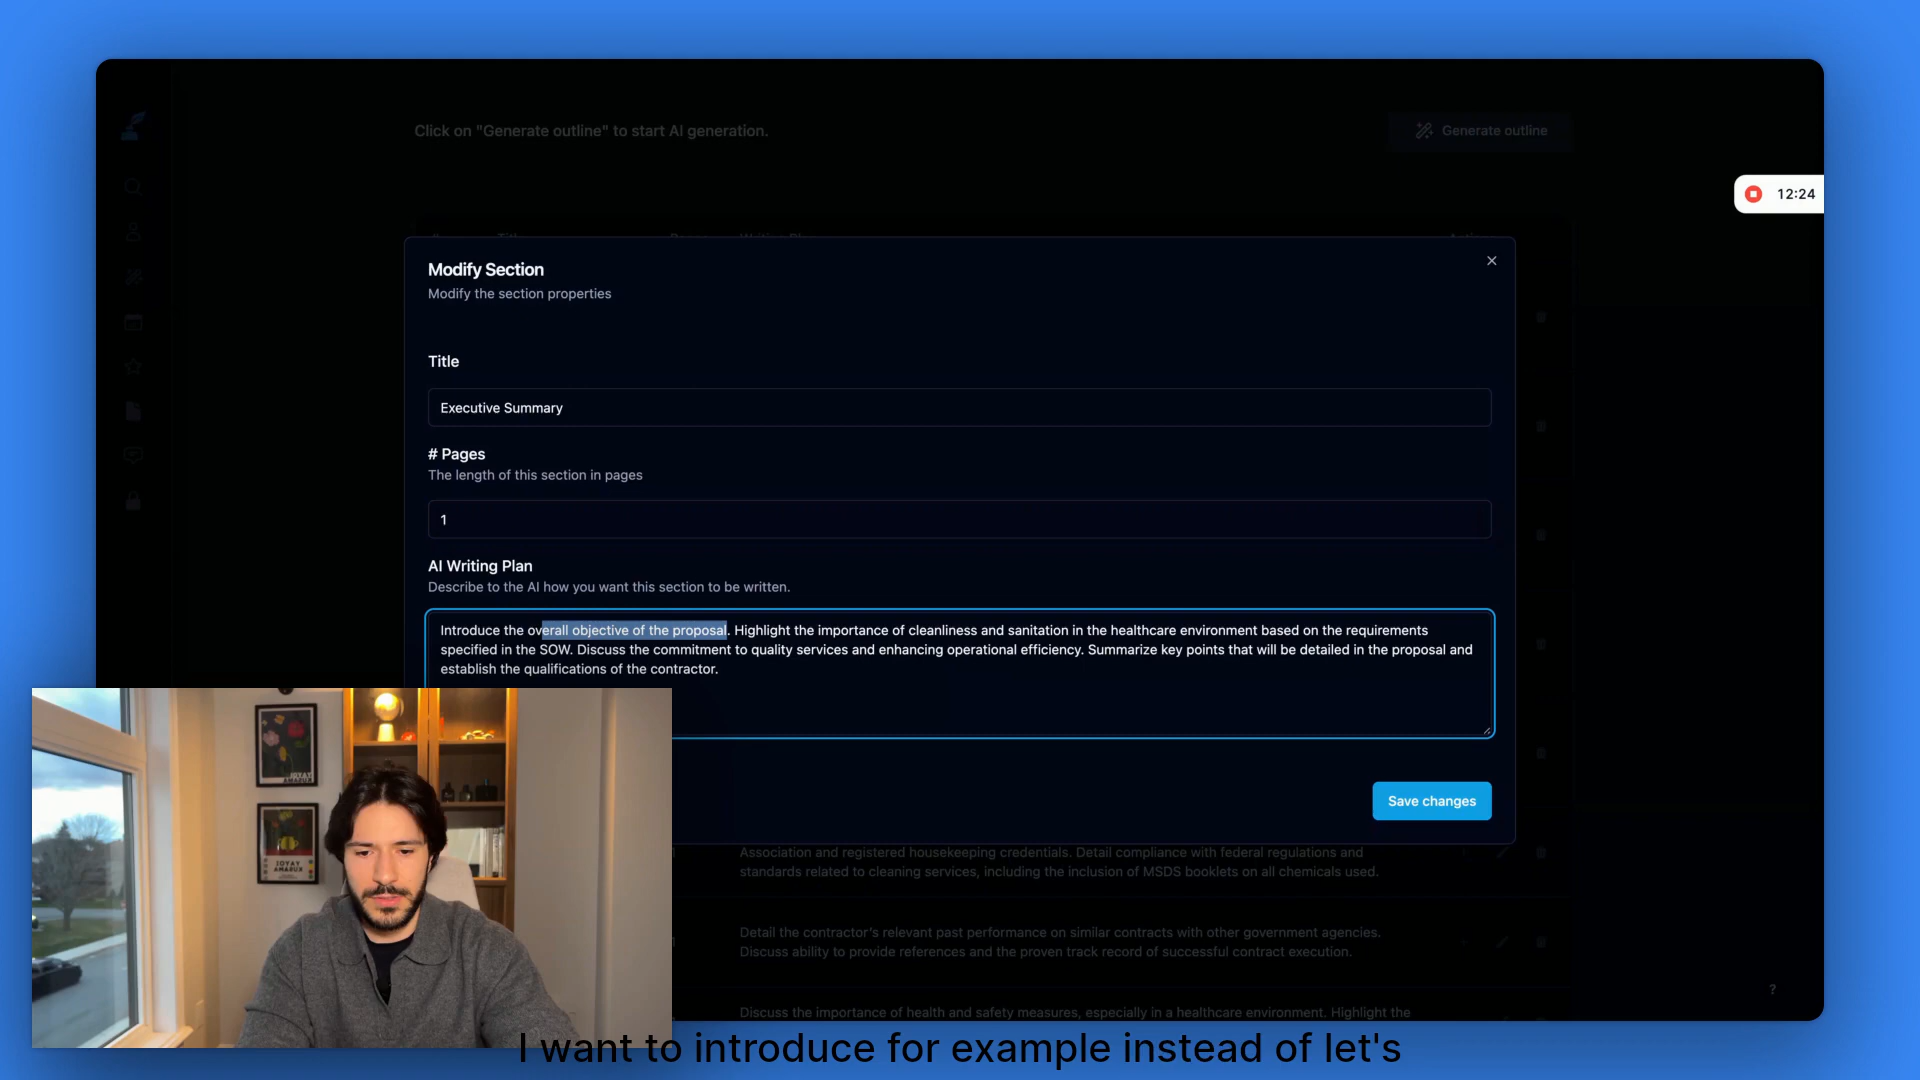 Click on "Generate outline" to start AI generation.
Generate outline
12:24
Modify Section
Modify the section properties
Title
Executive Summary
# Pages
The length of this section in pages
1
AI Writing Plan
Describe to the AI how you want this section to be written.
Introduce the overall objective of the proposal. Highlight the importance of cleanliness and sanitation in the healthcare environment based on the requirements
specified in the SOW. Discuss the commitment to quality services and enhancing operational efficiency. Summarize key points that will be detailed in the proposal and
establish the qualifications of the contractor.
Save changes
Association and registered housekeeping credentials. Detail compliance with federal regulations and
standards related to cleaning services, including the inclusion of MSDS booklets on all chemicals used.
Detail the contractor's relevant past performance on similar contracts with other government agencies.
Discuss ability to provide references and the proven track record of successful contract execution.
?
Discuss the importance of health and safety measures, especially in a healthcare environment. Highlight the
I want to introduce for example instead of let's